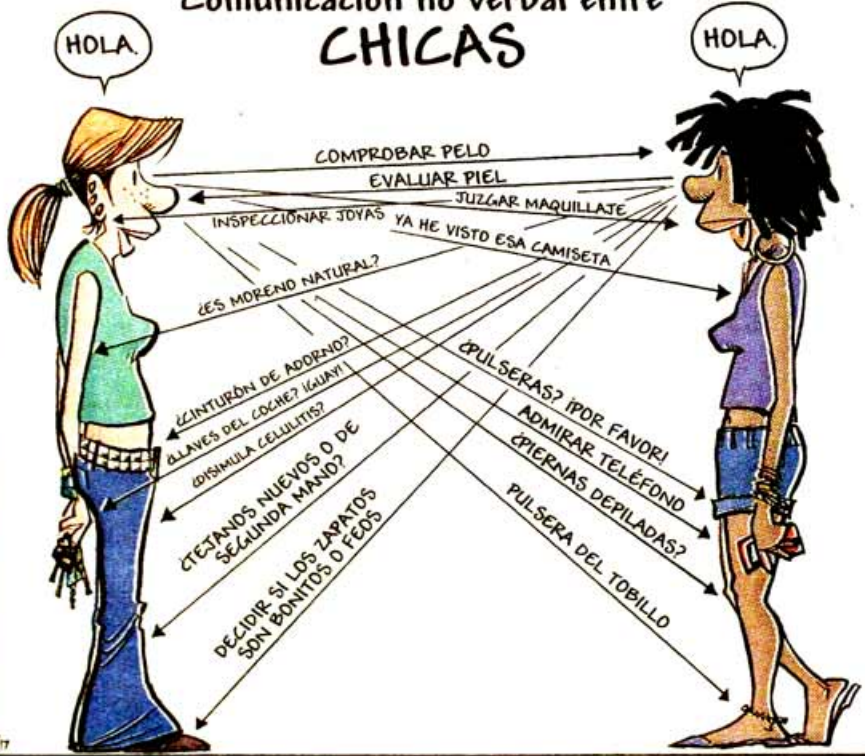 Comunicación no verbal entre
CHICAS
HOLA.
HOLA.
COMPROBAR PELO
EVALUAR PIEL
JUZGAR MAQUILLAJE
INSPECCIONAR JOYAS
YA HE VISTO ESA CAMISETA
¿ES MORENO NATURAL?
¿CINTURÓN DE ADORNO?
¿LLAVES DEL COCHE? ¡GUAY!
¿DISIMULA CELULITIS?
¿TEJANOS NUEVOS O DE
SEGUNDA MANO?
DECIDIR SI LOS ZAPATOS
SON BONITOS O FEOS
¿PULSERAS? ¡POR FAVOR!
ADMIRAR TELÉFONO
¿PIERNAS DEPILADAS?
PULSERA DEL TOBILLO
17